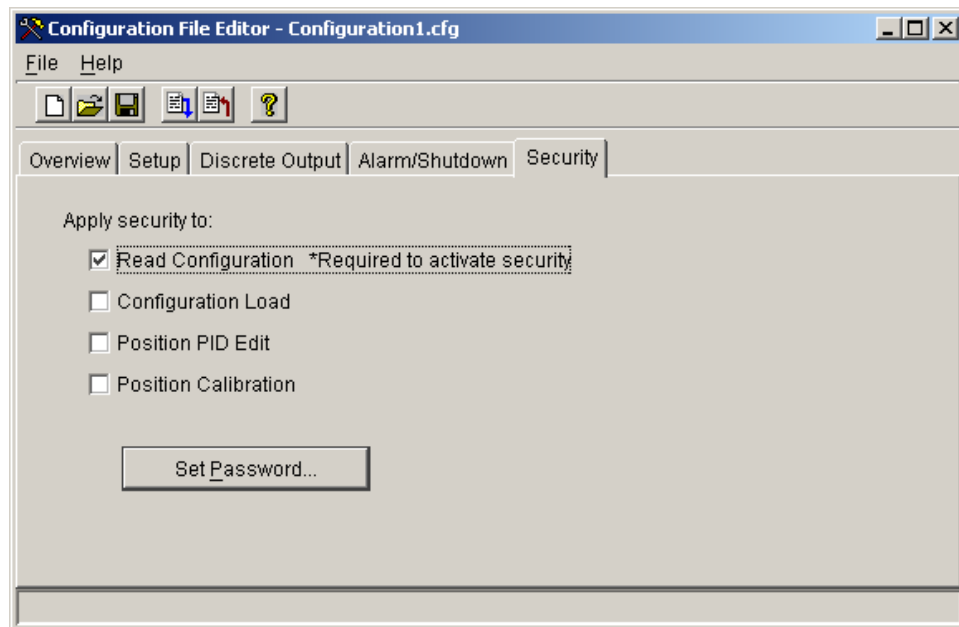 Configuration File Editor - Configuration1.cfg
File Help
Overview Setup Discrete Output Alarm/Shutdown Security
Apply security to:
Read Configuration *Required to activate security
Configuration Load
Position PID Edit
Position Calibration
Set Password...